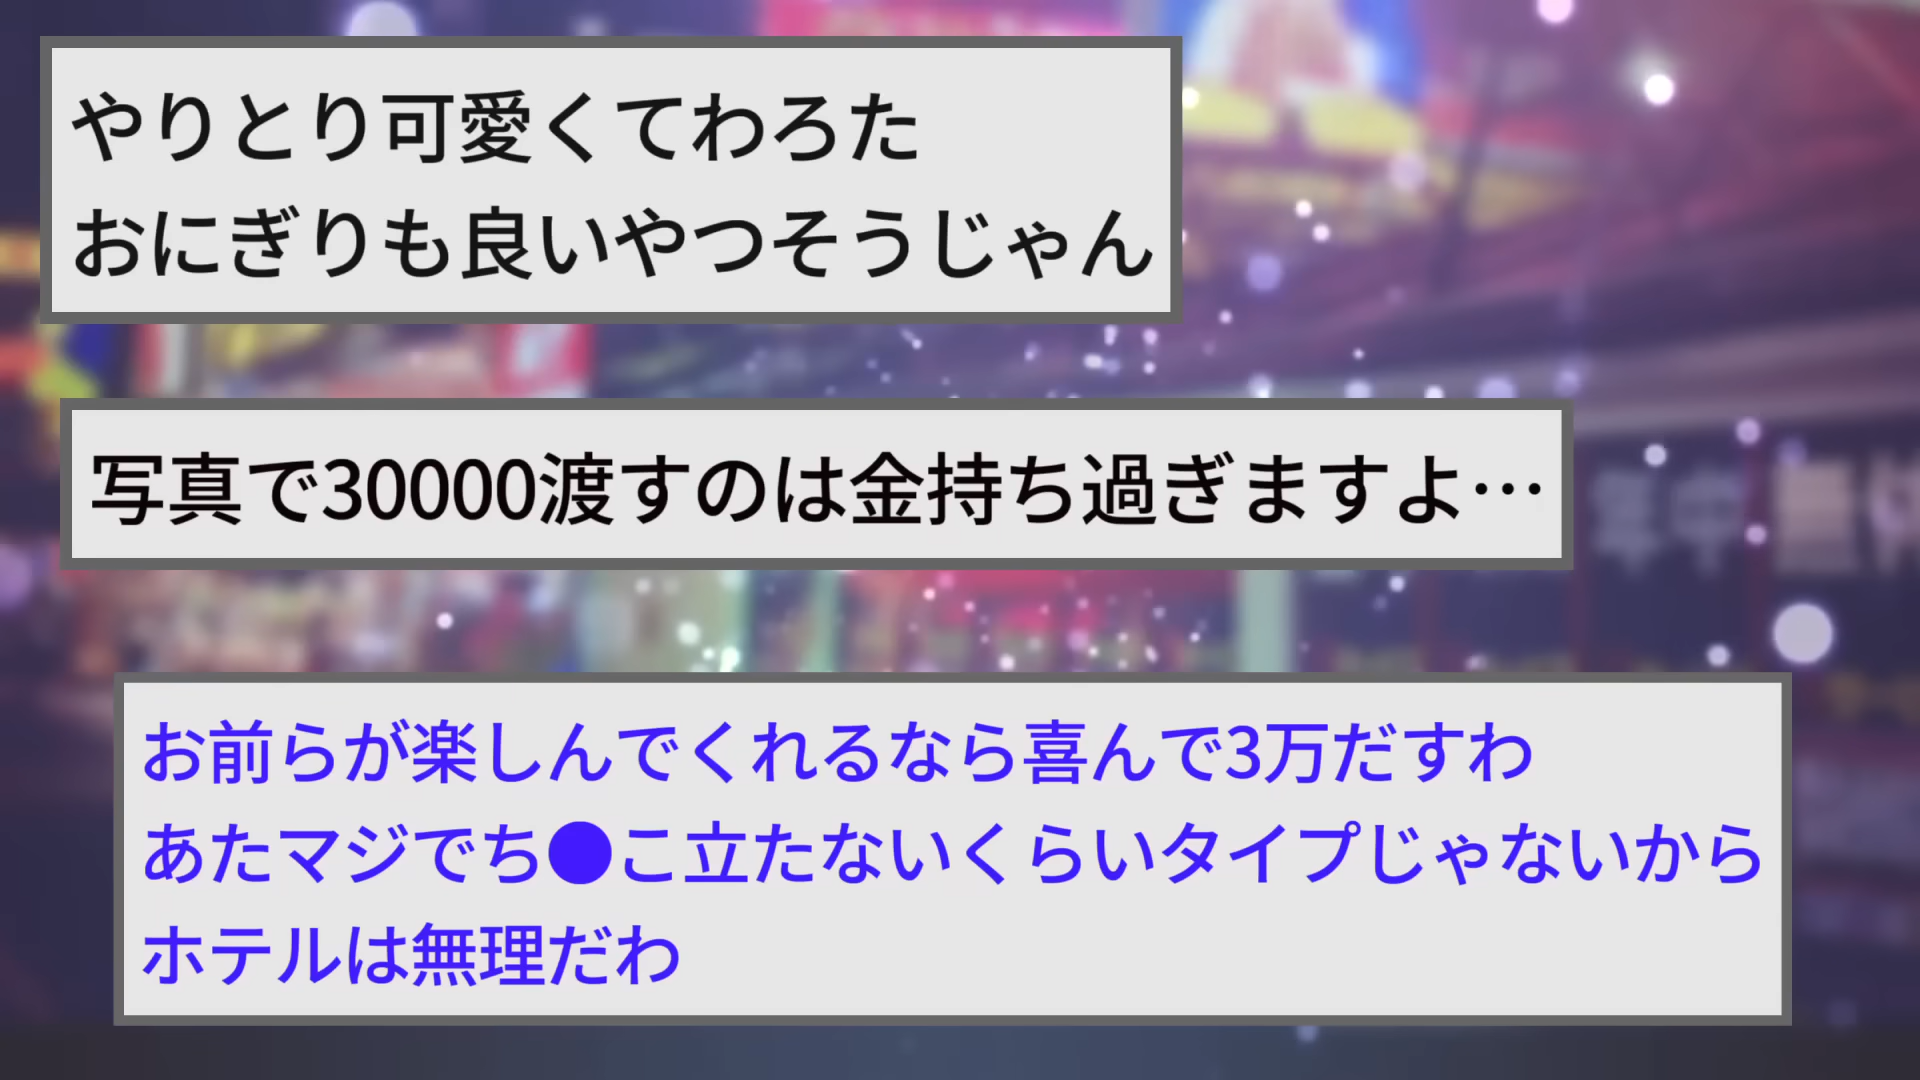 やりとり可愛くてわろた
おにぎりも良いやつそうじゃん
写真で30000渡すのは金持ち過ぎますよ…
お前らが楽しんでくれるなら喜んで3万だすわ
あたマジでち●こ立たないくらいタイプじゃないから
ホテルは無理だわ